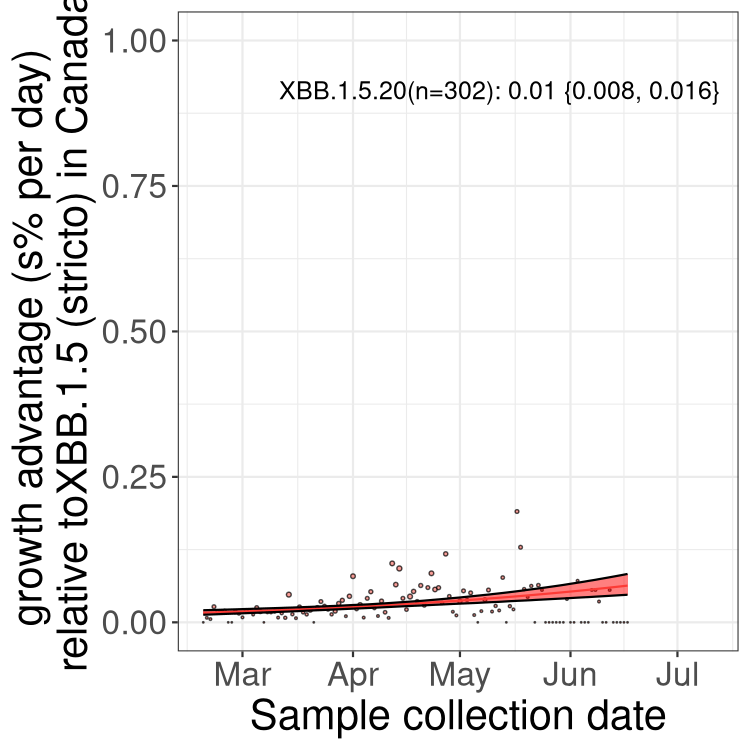 growth advantage (s% per day)
relative toXBB.1.5 (stricto) in Canada
1.00
0.75
0.50
0.25
0.00
XBB.1.5.20(n=302): 0.01 {0.008, 0.016}
Mar Apr May Jun Jul
Sample collection date